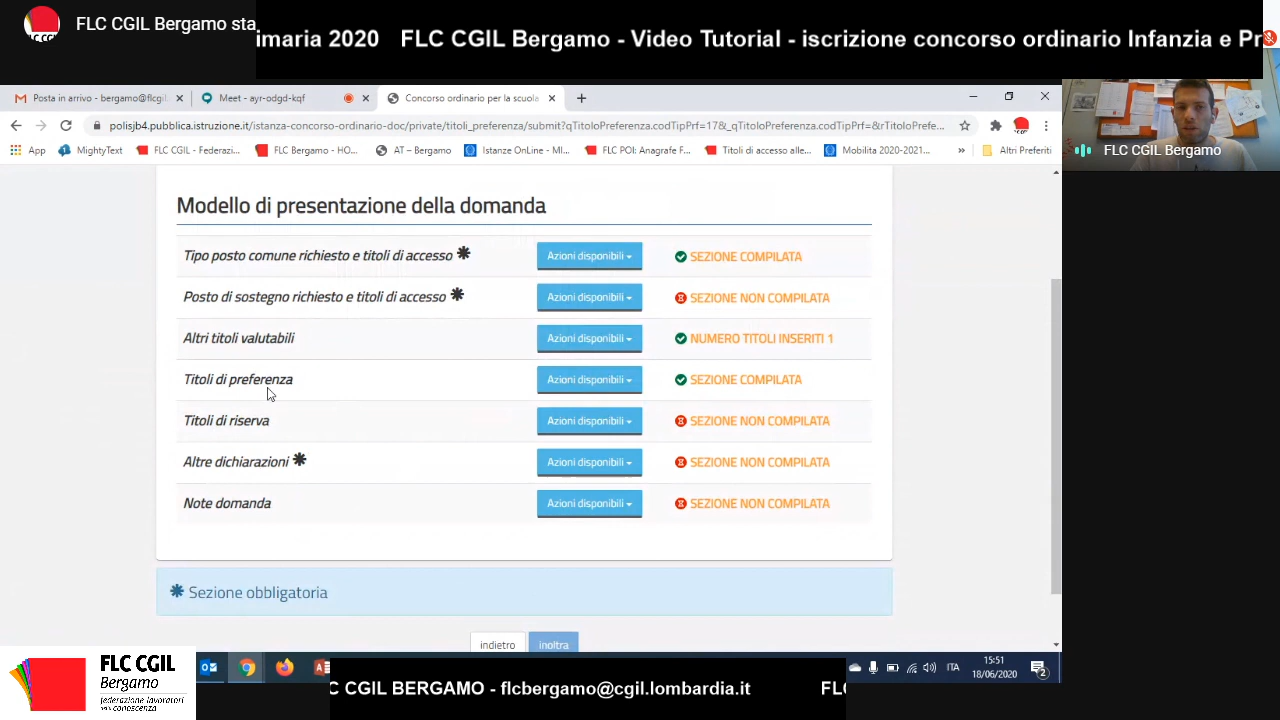 FLC CGIL Bergamo sta
imaria 2020 FLC CGIL Bergamo - Video Tutorial - iscrizione concorso ordinario Infanzia e Pr
Posta in arrivo - bergamo@flcgil
Meet - ayr-odgd-kqf
Concorso ordinario per la scuola
polisjb4.pubblica.istruzione.it/istanza-concorso-ordinario-doc/private/titoli_preferenza/submit?qTitoloPreferenza.codTipPrf=17&_qTitoloPreferenza.codTipPrf=&rTitoloPrefe...
App
MightyText
FLC CGIL - Federazi...
FLC Bergamo - HO...
AT – Bergamo
Istanze OnLine - MI...
FLC POI: Anagrafe F...
Titoli di accesso alle...
Mobilita 2020-2021...
»
Altri Preferiti
FLC CGIL Bergamo
Modello di presentazione della domanda
Tipo posto comune richiesto e titoli di accesso ✱ Azioni disponibili SEZIONE COMPILATA
Posto di sostegno richiesto e titoli di accesso ✱ Azioni disponibili SEZIONE NON COMPILATA
Altri titoli valutabili Azioni disponibili NUMERO TITOLI INSERITI 1
Titoli di preferenza Azioni disponibili SEZIONE COMPILATA
Titoli di riserva Azioni disponibili SEZIONE NON COMPILATA
Altre dichiarazioni ✱ Azioni disponibili SEZIONE NON COMPILATA
Note domanda Azioni disponibili SEZIONE NON COMPILATA
✱ Sezione obbligatoria
indietro inoltra
FLC CGIL
Bergamo
federazione lavoratori
della conoscenza
ITA
15:51
18/06/2020
2
C CGIL BERGAMO - flcbergamo@cgil.lombardia.it FL